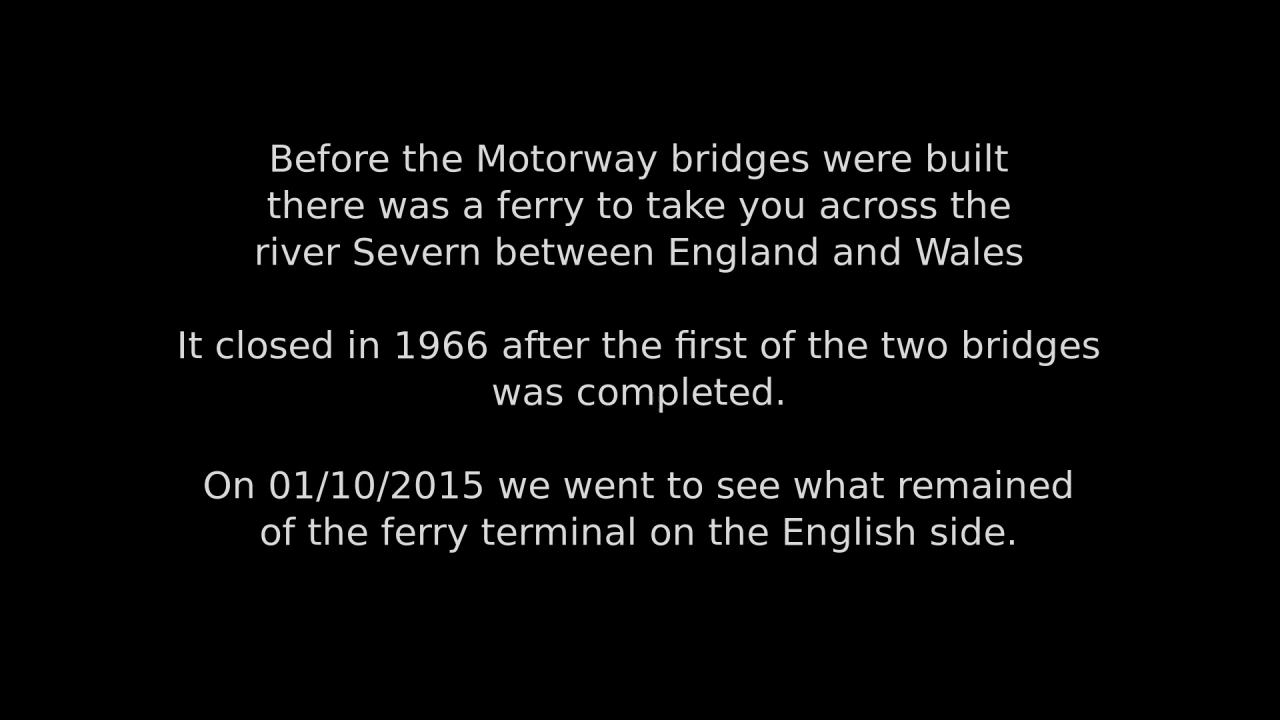 Before the Motorway bridges were built
there was a ferry to take you across the
river Severn between England and Wales
It closed in 1966 after the first of the two bridges
was completed.
On 01/10/2015 we went to see what remained
of the ferry terminal on the English side.